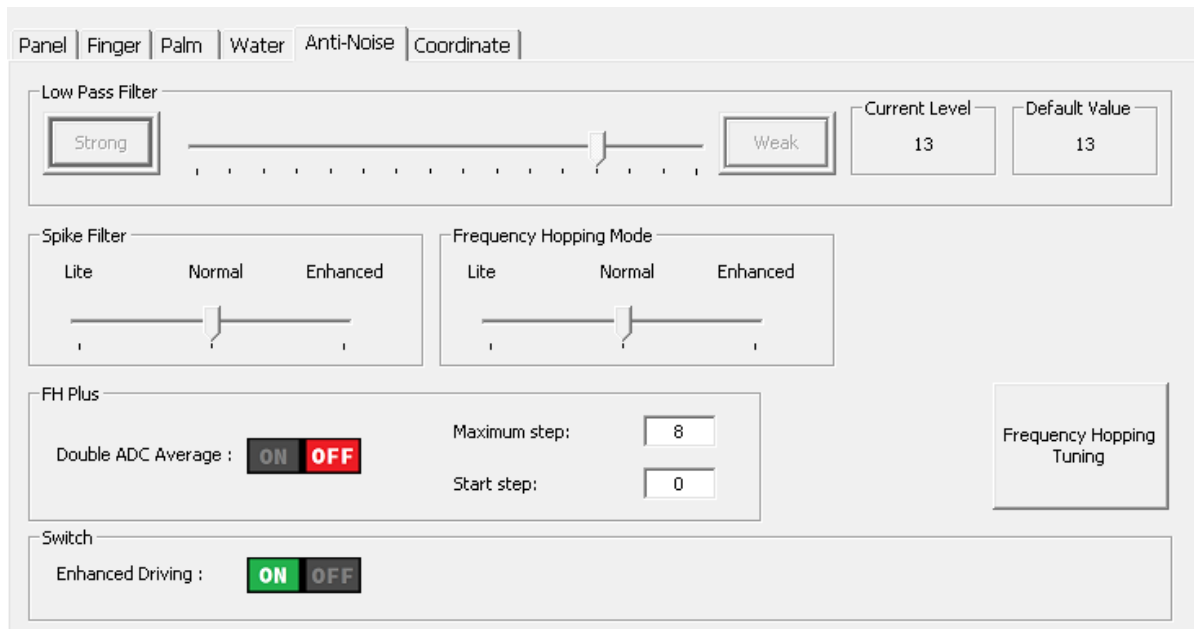 Panel Finger Palm Water Anti-Noise Coordinate
Low Pass Filter
Strong
Weak
Current Level
13
Default Value
13
Spike Filter
Lite Normal Enhanced
Frequency Hopping Mode
Lite Normal Enhanced
FH Plus
Double ADC Average : ON OFF
Maximum step: 8
Start step: 0
Frequency Hopping
Tuning
Switch
Enhanced Driving : ON OFF